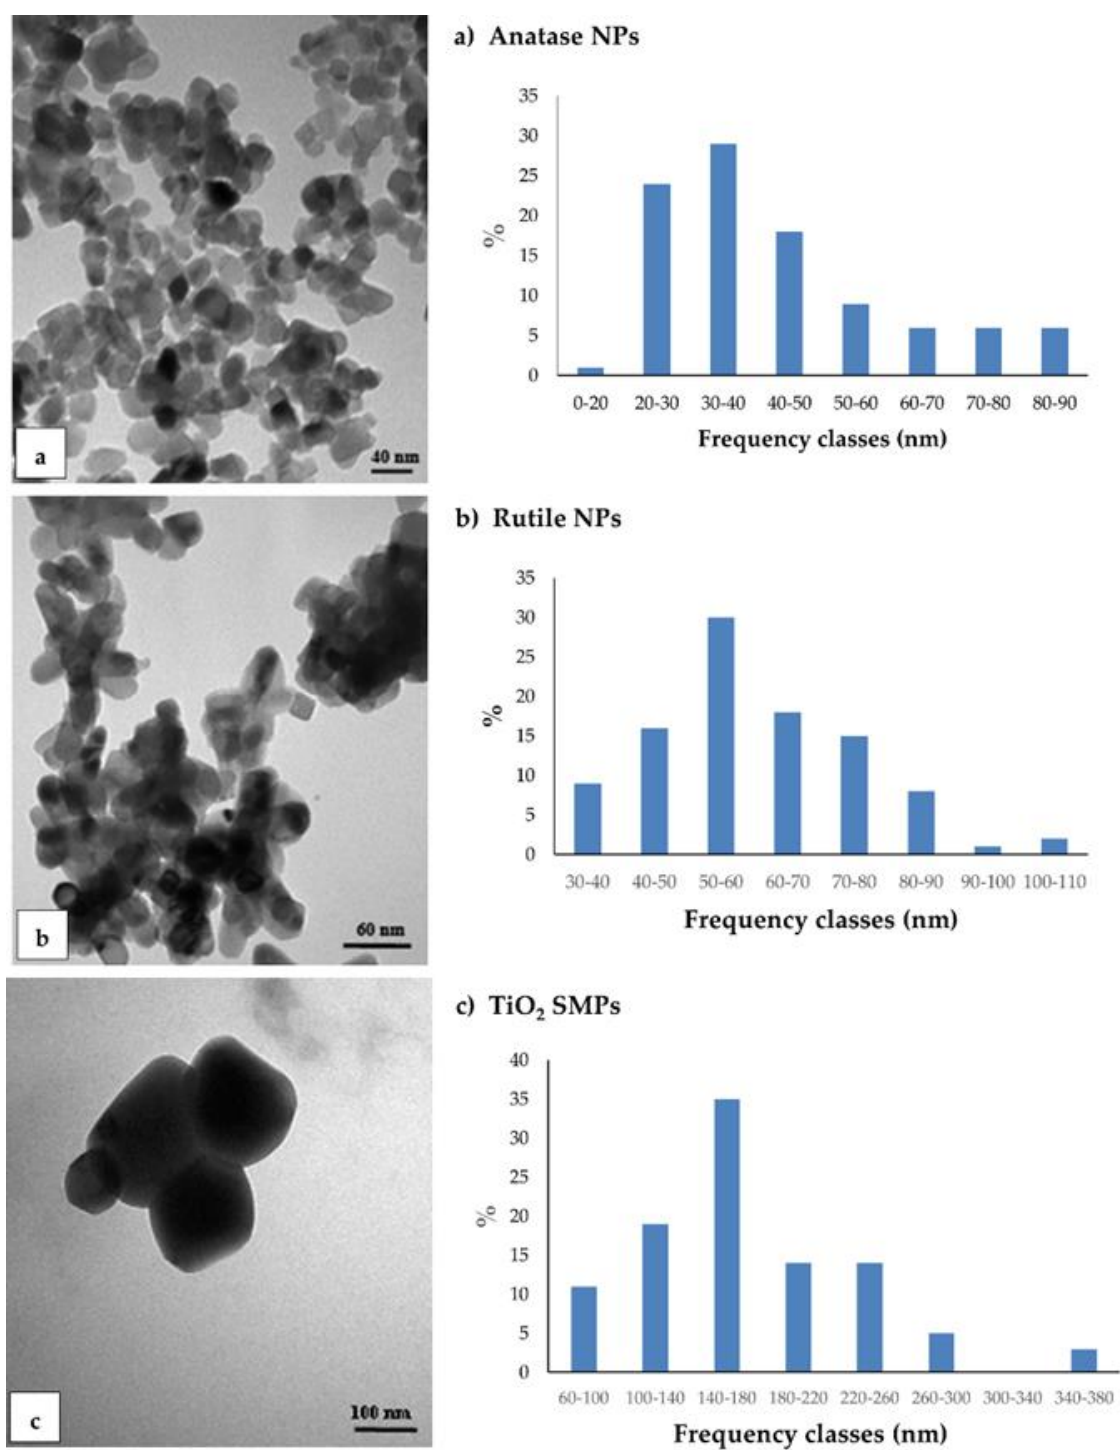 a) Anatase NPs
35
30
25
20
15
10
5
0
%
0-20 20-30 30-40 40-50 50-60 60-70 70-80 80-90
Frequency classes (nm)
a
40 nm
b) Rutile NPs
35
30
25
20
15
10
5
0
%
30-40 40-50 50-60 60-70 70-80 80-90 90-100 100-110
Frequency classes (nm)
b
60 nm
c) TiO₂ SMPs
40
35
30
25
20
15
10
5
0
%
60-100 100-140 140-180 180-220 220-260 260-300 300-340 340-380
Frequency classes (nm)
c
100 nm